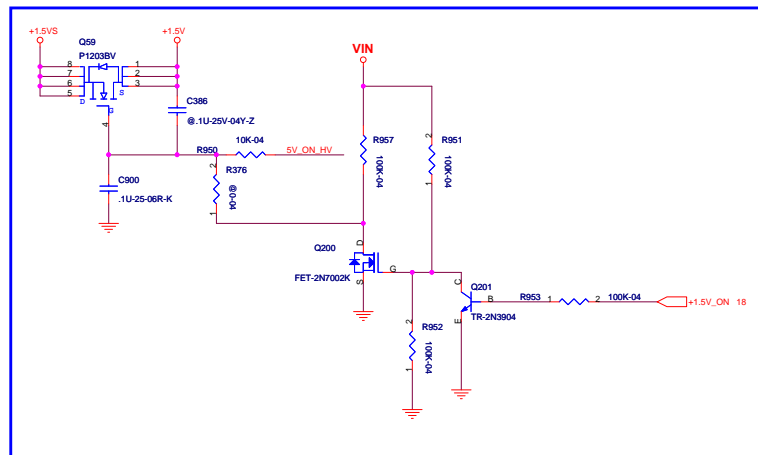 +1.5VS
+1.5V
Q59
P1203BV
8
7
6
5
1
2
3
D
S
G
4
C386
@.1U-25V-04Y-Z
VIN
R950
10K-04
5V_ON_HV
R957
100K-04
2
R951
100K-04
1
C900
.1U-25-06R-K
2
R376
@0-04
1
Q200
D
G
S
FET-2N7002K
C
Q201
B
E
TR-2N3904
R953
1
2
100K-04
+1.5V_ON 18
2
R952
100K-04
1